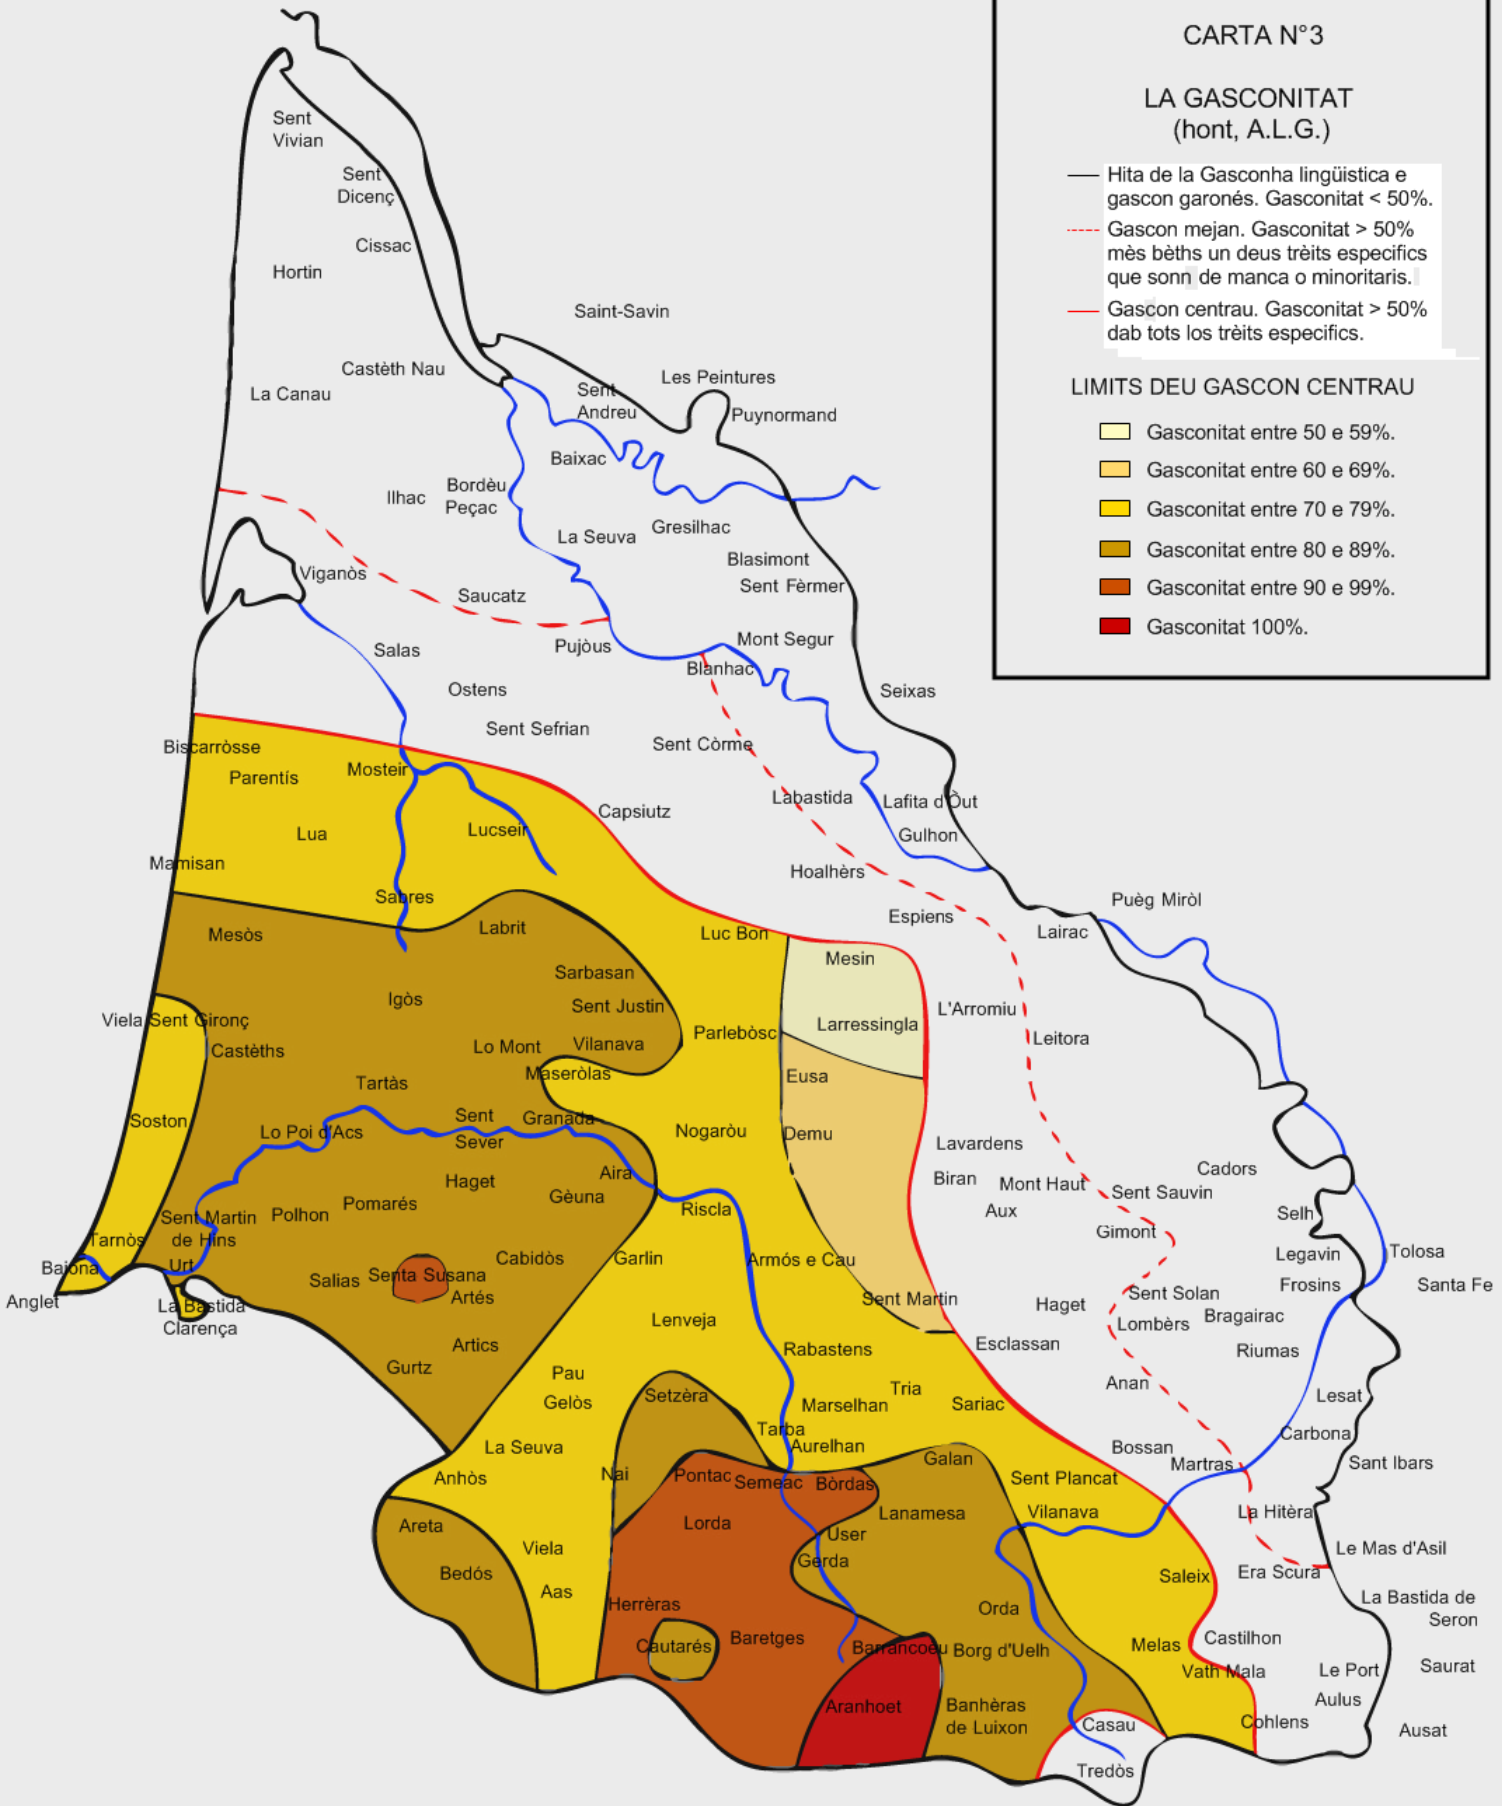 CARTA N°3
LA GASCONITAT
(hont, A.L.G.)
Hita de la Gasconha lingüistica e
gascon garonés. Gasconitat < 50%.
Gascon mejan. Gasconitat > 50%
mès bèths un deus trèits especifics
que sonn de manca o minoritaris.
Gascon centrau. Gasconitat > 50%
dab tots los trèits especifics.
LIMITS DEU GASCON CENTRAU
Gasconitat entre 50 e 59%.
Gasconitat entre 60 e 69%.
Gasconitat entre 70 e 79%.
Gasconitat entre 80 e 89%.
Gasconitat entre 90 e 99%.
Gasconitat 100%.
Sent
Vivian
Sent
Dicenç
Cissac
Hortin
Saint-Savin
Castèth Nau
La Canau
Les Peintures
Sent
Andreu
Puynormand
Baixac
Bordèu
Peçac
Ilhac
La Seuva
Gresilhac
Blasimont
Sent Fèrmer
Viganòs
Saucatz
Pujòus
Mont Segur
Blanhac
Salas
Ostens
Seixas
Sent Sefrian
Sent Còrme
Biscarròsse
Parentís
Mosteir
Labastida
Lafita d'Òut
Capsiutz
Lua
Lucseir
Gulhon
Mamisan
Hoalhèrs
Sabres
Puèg Miròl
Espiens
Lairac
Mesòs
Labrit
Luc Bon
Mesin
Sarbasan
Igòs
Sent Justin
L'Arromiu
Viela Sent Gironç
Larressingla
Parlebòsc
Leitora
Castèths
Lo Mont
Vilanava
Maseròlas
Eusa
Tartàs
Soston
Sent
Sever
Granada
Lo Poi d'Acs
Nogaròu
Demu
Lavardens
Aira
Haget
Gèuna
Biran
Mont Haut
Cadors
Sent Sauvin
Pomarés
Polhon
Sent Martin
de Hins
Riscla
Aux
Selh
Gimont
Tarnòs
Baiona
Urt
Cabidòs
Garlin
Armós e Cau
Legavin
Tolosa
Salias
Senta Susana
Artés
Frosins
Santa Fe
Anglet
La Bastida
Clarença
Sent Martin
Haget
Sent Solan
Lombèrs
Bragairac
Lenveja
Artics
Rabastens
Esclassan
Riumas
Gurtz
Pau
Gelòs
Setzèra
Tria
Anan
Marselhan
Sariac
Lesat
Tarba
Aurelhan
Carbona
La Seuva
Bossan
Martras
Galan
Sant Ibars
Anhòs
Nai
Pontac
Semeac
Bòrdas
Sent Plancat
Areta
Lorda
Lanamesa
Vilanava
La Hitèra
User
Viela
Gerda
Le Mas d'Asil
Bedós
Aas
Saleix
Era Scura
Herrèras
Orda
La Bastida de
Seron
Cautarés
Baretges
Barrancoèu
Borg d'Uelh
Melas
Castilhon
Vath Mala
Le Port
Saurat
Aulus
Aranhoet
Banhèras
de Luixon
Casau
Cohlens
Ausat
Tredòs